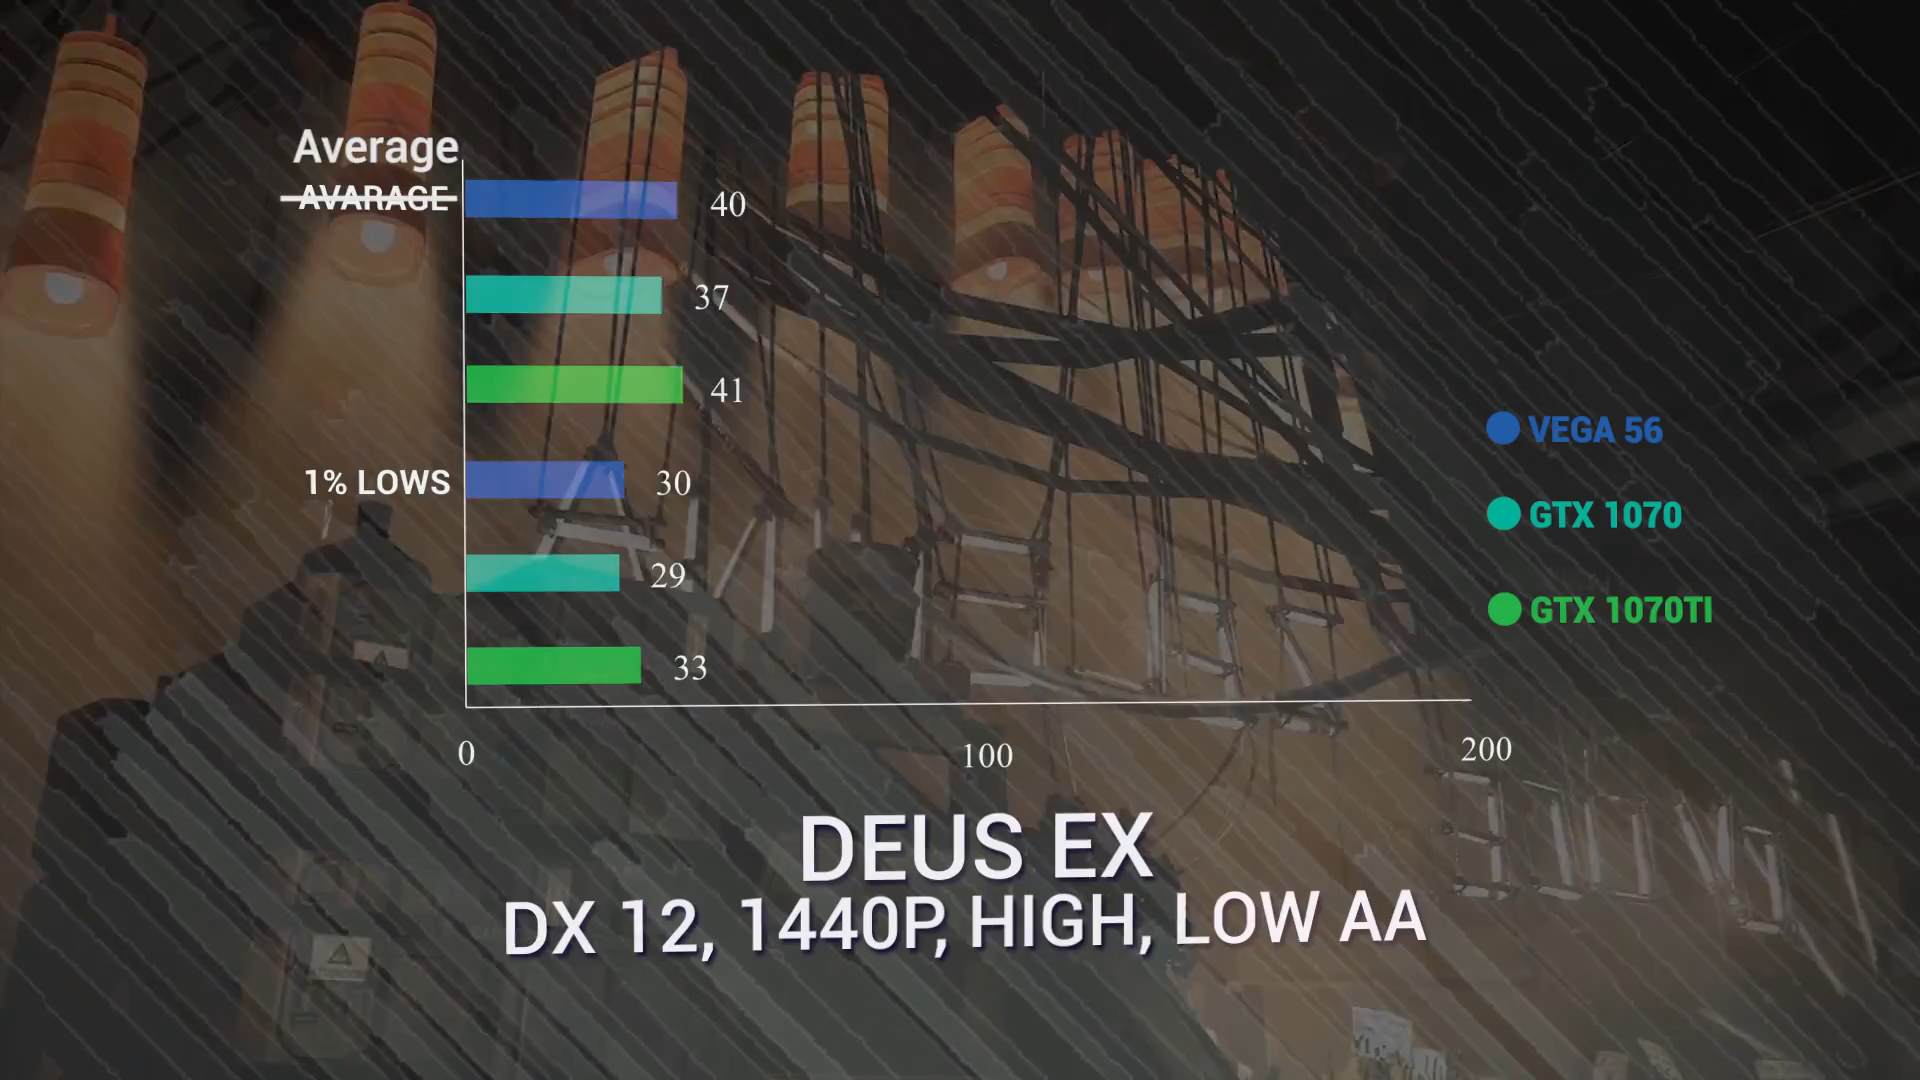 Average
AVARAGE
40
37
41
1% LOWS
30
29
33
0
100
200
VEGA 56
GTX 1070
GTX 1070TI
DEUS EX
DX 12, 1440P, HIGH, LOW AA